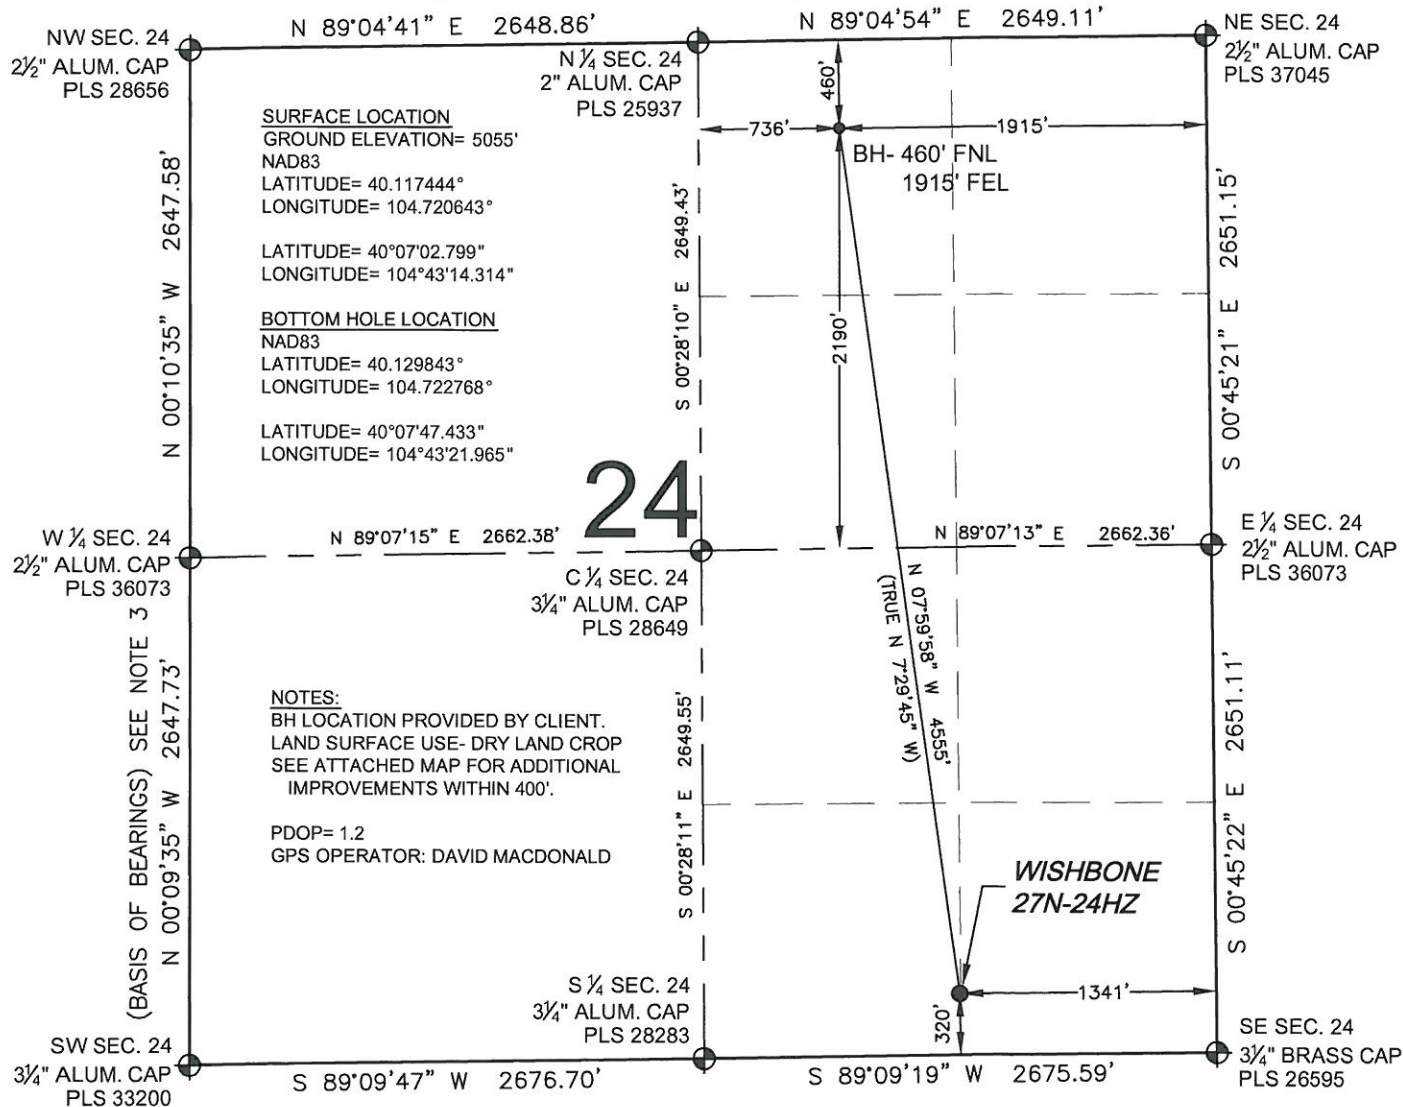 N 89°04'41" E 2648.86'
N 89°04'54" E 2649.11'
NW SEC. 24
2½" ALUM. CAP
PLS 28656
N ¼ SEC. 24
2" ALUM. CAP
PLS 25937
NE SEC. 24
2½" ALUM. CAP
PLS 37045
460'
736'
1915'
BH- 460' FNL
1915' FEL
SURFACE LOCATION
GROUND ELEVATION= 5055'
NAD83
LATITUDE= 40.117444°
LONGITUDE= 104.720643°
LATITUDE= 40°07'02.799"
LONGITUDE= 104°43'14.314"
BOTTOM HOLE LOCATION
NAD83
LATITUDE= 40.129843°
LONGITUDE= 104.722768°
LATITUDE= 40°07'47.433"
LONGITUDE= 104°43'21.965"
N 00°10'35" W 2647.58'
S 00°28'10" E 2649.43'
2190'
S 00°45'21" E 2651.15'
24
W ¼ SEC. 24
2½" ALUM. CAP
PLS 36073
N 89°07'15" E 2662.38'
N 89°07'13" E 2662.36'
E ¼ SEC. 24
2½" ALUM. CAP
PLS 36073
C ¼ SEC. 24
3¼" ALUM. CAP
PLS 28649
N 07°59'58" W 4555'
(TRUE N 7°29'45" W)
(BASIS OF BEARINGS) SEE NOTE 3
N 00°09'35" W 2647.73'
NOTES:
BH LOCATION PROVIDED BY CLIENT.
LAND SURFACE USE- DRY LAND CROP
SEE ATTACHED MAP FOR ADDITIONAL
IMPROVEMENTS WITHIN 400'.
PDOP= 1.2
GPS OPERATOR: DAVID MACDONALD
S 00°28'11" E 2649.55'
S 00°45'22" E 2651.11'
WISHBONE
27N-24HZ
1341'
320'
S ¼ SEC. 24
3¼" ALUM. CAP
PLS 28283
SW SEC. 24
3¼" ALUM. CAP
PLS 33200
SE SEC. 24
3¼" BRASS CAP
PLS 26595
S 89°09'47" W 2676.70'
S 89°09'19" W 2675.59'